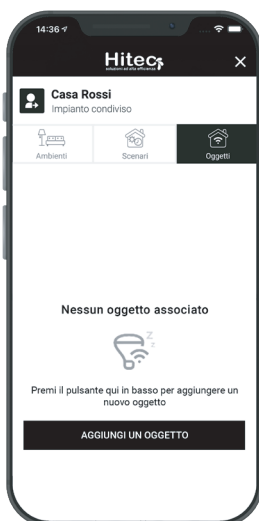 14:36
Hitec
soluzioni ad alta efficienza
Casa Rossi
Impianto condiviso
Ambienti
Scenari
Oggetti
Nessun oggetto associato
z z z
Premi il pulsante qui in basso per aggiungere un
nuovo oggetto
AGGIUNGI UN OGGETTO